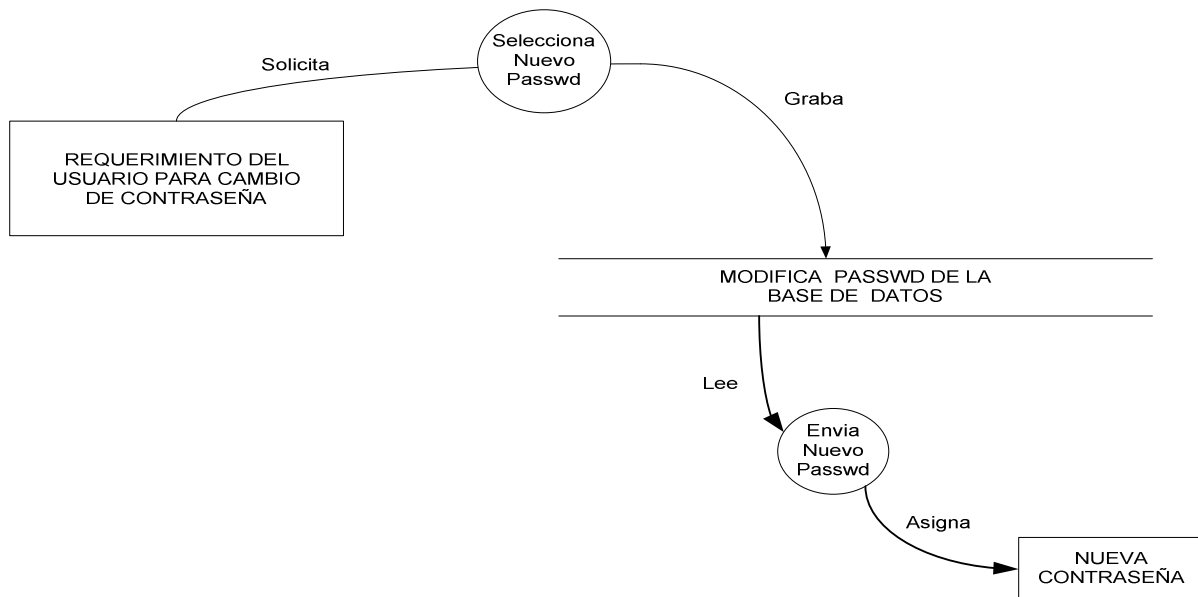 Selecciona
Nuevo
Passwd
Solicita
Graba
REQUERIMIENTO DEL
USUARIO PARA CAMBIO
DE CONTRASEÑA
MODIFICA PASSWD DE LA
BASE DE DATOS
Lee
Envia
Nuevo
Passwd
Asigna
NUEVA
CONTRASEÑA